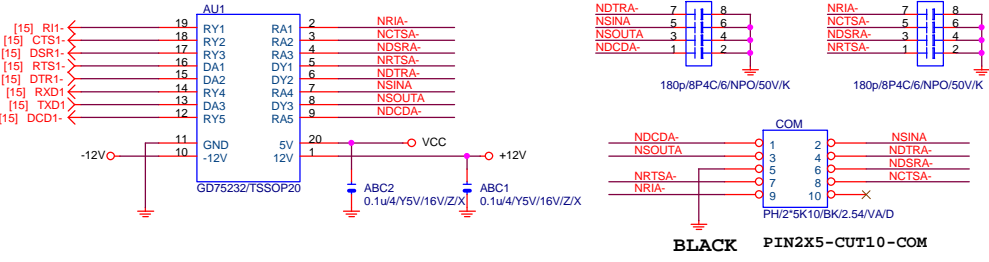 AU1
[15] RI1- 19 RY1 RA1 2 NRIA-
[15] CTS1- 18 RY2 RA2 3 NCTSA-
[15] DSR1- 17 RY3 RA3 4 NDSRA-
[15] RTS1- 16 DA1 DY1 5 NRTSA-
[15] DTR1- 15 DA2 DY2 6 NDTRA-
[15] RXD1 14 RY4 RA4 7 NSINA
[15] TXD1 13 DA3 DY3 8 NSOUTA
[15] DCD1- 12 RY5 RA5 9 NDCDA-
11 GND 5V 20 VCC
-12V 10 -12V 12V 1 +12V
GD75232/TSSOP20
ABC2
0.1u/4/Y5V/16V/Z/X
ABC1
0.1u/4/Y5V/16V/Z/X
NDTRA- 7 8
NSINA 5 6
NSOUTA 3 4
NDCDA- 1 2
180p/8P4C/6/NPO/50V/K
NRIA- 7 8
NCTSA- 5 6
NDSRA- 3 4
NRTSA- 1 2
180p/8P4C/6/NPO/50V/K
COM
NDCDA- 1 2 NSINA
NSOUTA 3 4 NDTRA-
5 6 NDSRA-
NRTSA- 7 8 NCTSA-
NRIA- 9 10
PH/2*5K10/BK/2.54/VA/D
BLACK PIN2X5-CUT10-COM